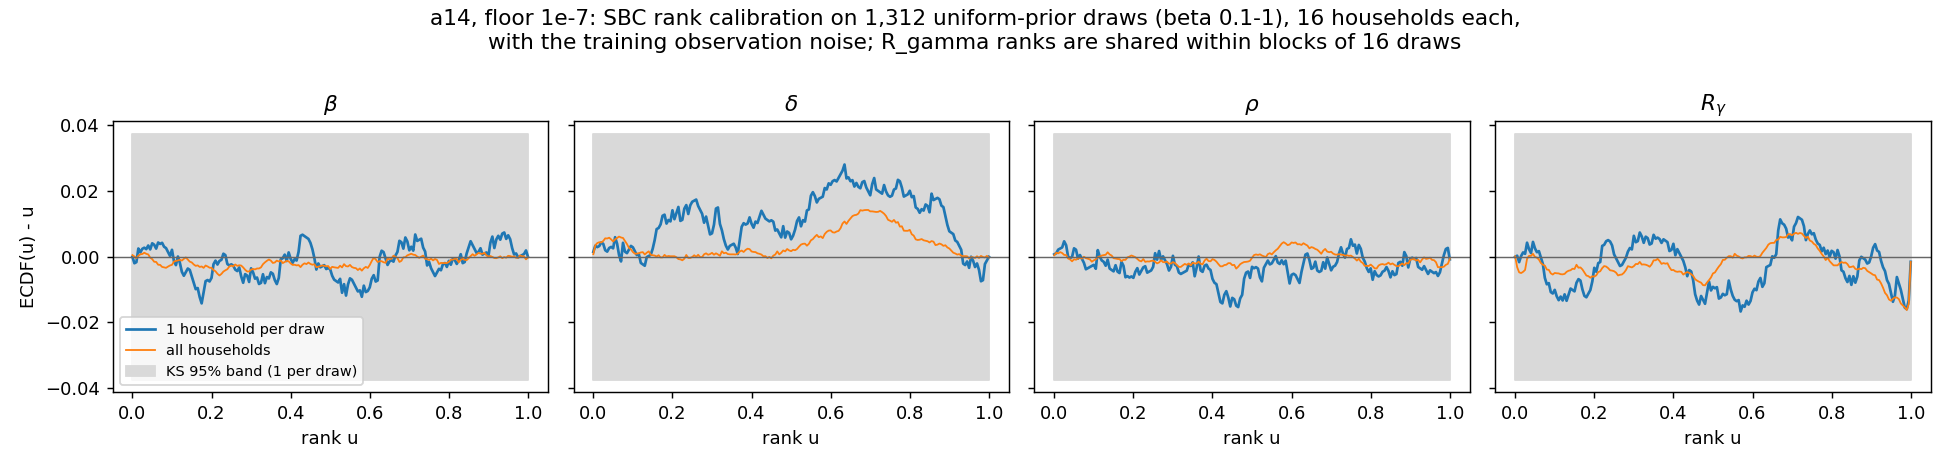 a14, floor 1e-7: SBC rank calibration on 1,312 uniform-prior draws (beta 0.1-1), 16 households each,
with the training observation noise; R_gamma ranks are shared within blocks of 16 draws
β
δ
ρ
Rγ
ECDF(u) - u
0.04
0.02
0.00
−0.02
−0.04
1 household per draw
all households
KS 95% band (1 per draw)
0.0 0.2 0.4 0.6 0.8 1.0
0.0 0.2 0.4 0.6 0.8 1.0
0.0 0.2 0.4 0.6 0.8 1.0
0.0 0.2 0.4 0.6 0.8 1.0
rank u
rank u
rank u
rank u